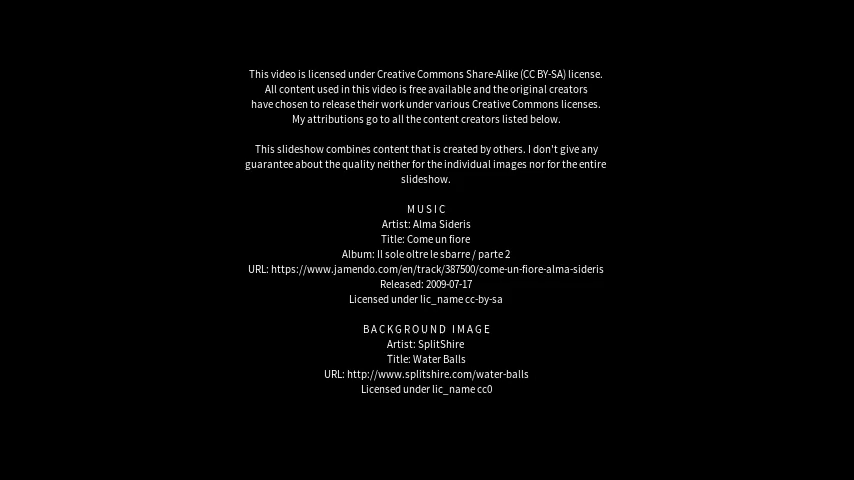 This video is licensed under Creative Commons Share-Alike (CC BY-SA) license.
All content used in this video is free available and the original creators
have chosen to release their work under various Creative Commons licenses.
My attributions go to all the content creators listed below.
This slideshow combines content that is created by others. I don't give any
guarantee about the quality neither for the individual images nor for the entire
slideshow.
MUSIC
Artist: Alma Sideris
Title: Come un fiore
Album: Il sole oltre le sbarre / parte 2
URL: https://www.jamendo.com/en/track/387500/come-un-fiore-alma-sideris
Released: 2009-07-17
Licensed under lic_name cc-by-sa
BACKGROUND IMAGE
Artist: SplitShire
Title: Water Balls
URL: http://www.splitshire.com/water-balls
Licensed under lic_name cc0